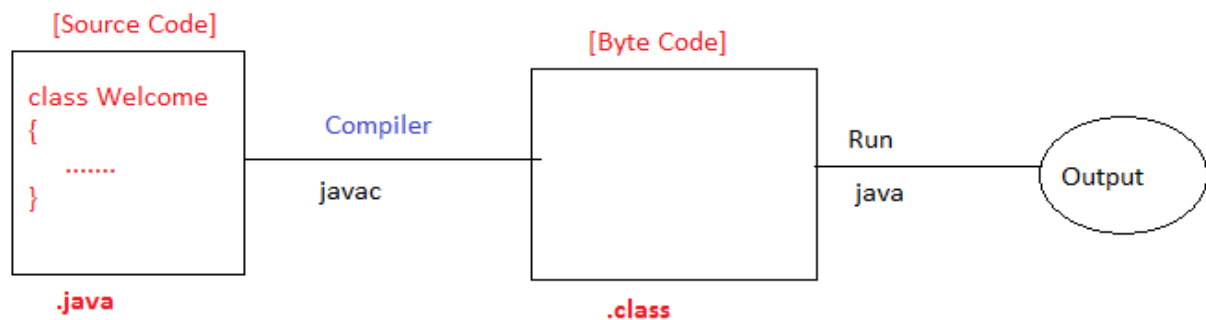 [Source Code]
class Welcome
{
.......
}
.java
Compiler
javac
[Byte Code]
.class
Run
java
Output